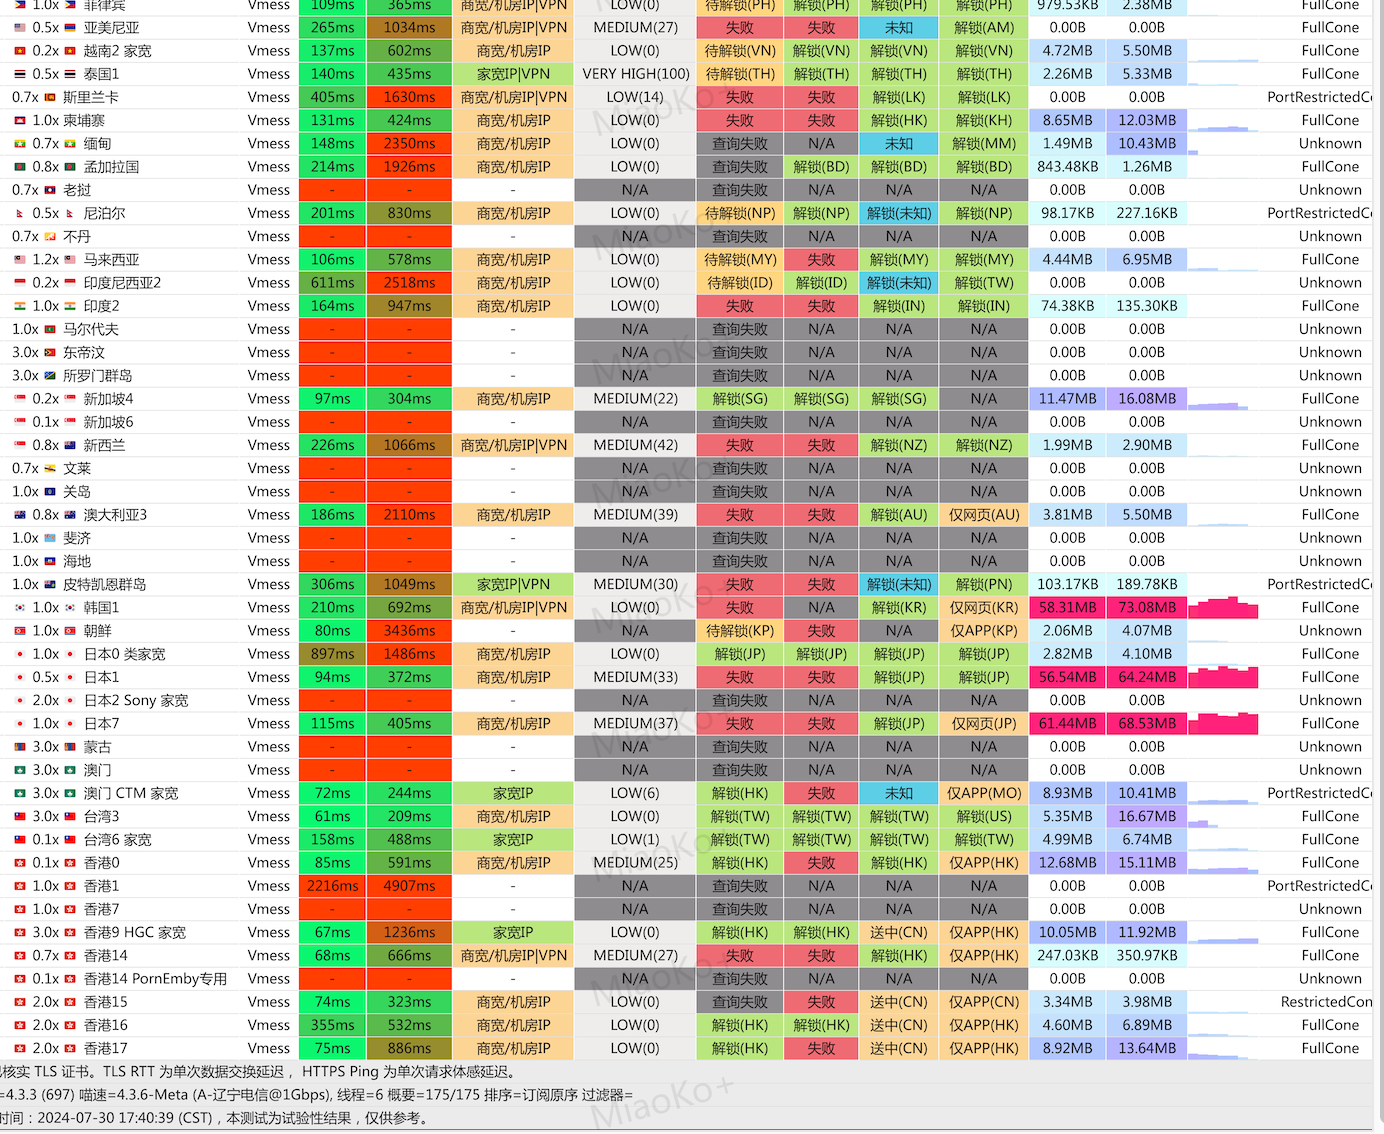 1.0x 菲律宾 Vmess 109ms 365ms 商宽/机房IP|VPN LOW(0) 待解锁(PH) 解锁(PH) 解锁(PH) 解锁(PH) 979.53KB 2.38MB FullCone
0.5x 亚美尼亚 Vmess 265ms 1034ms 商宽/机房IP|VPN MEDIUM(27) 失败 失败 未知 解锁(AM) 0.00B 0.00B FullCone
0.2x 越南2 家宽 Vmess 137ms 602ms 商宽/机房IP LOW(0) 待解锁(VN) 解锁(VN) 解锁(VN) 解锁(VN) 4.72MB 5.50MB FullCone
0.5x 泰国1 Vmess 140ms 435ms 家宽IP|VPN VERY HIGH(100) 待解锁(TH) 解锁(TH) 解锁(TH) 解锁(TH) 2.26MB 5.33MB FullCone
0.7x 斯里兰卡 Vmess 405ms 1630ms 商宽/机房IP|VPN LOW(14) 失败 失败 解锁(LK) 解锁(LK) 0.00B 0.00B PortRestrictedC
1.0x 柬埔寨 Vmess 131ms 424ms 商宽/机房IP LOW(0) 失败 失败 解锁(HK) 解锁(KH) 8.65MB 12.03MB FullCone
0.7x 缅甸 Vmess 148ms 2350ms 商宽/机房IP LOW(0) 查询失败 N/A 未知 解锁(MM) 1.49MB 10.43MB Unknown
0.8x 孟加拉国 Vmess 214ms 1926ms 商宽/机房IP LOW(0) 查询失败 解锁(BD) 解锁(BD) 解锁(BD) 843.48KB 1.26MB FullCone
0.7x 老挝 Vmess - - - N/A 查询失败 N/A N/A N/A 0.00B 0.00B Unknown
0.5x 尼泊尔 Vmess 201ms 830ms 商宽/机房IP LOW(0) 待解锁(NP) 解锁(NP) 解锁(未知) 解锁(NP) 98.17KB 227.16KB PortRestrictedC
0.7x 不丹 Vmess - - - N/A 查询失败 N/A N/A N/A 0.00B 0.00B Unknown
1.2x 马来西亚 Vmess 106ms 578ms 商宽/机房IP LOW(0) 待解锁(MY) 失败 解锁(MY) 解锁(MY) 4.44MB 6.95MB FullCone
0.2x 印度尼西亚2 Vmess 611ms 2518ms 商宽/机房IP LOW(0) 待解锁(ID) 解锁(ID) 解锁(未知) 解锁(TW) 0.00B 0.00B FullCone
1.0x 印度2 Vmess 164ms 947ms 商宽/机房IP LOW(0) 失败 失败 解锁(IN) 解锁(IN) 74.38KB 135.30KB FullCone
1.0x 马尔代夫 Vmess - - - N/A 查询失败 N/A N/A N/A 0.00B 0.00B Unknown
3.0x 东帝汶 Vmess - - - N/A 查询失败 N/A N/A N/A 0.00B 0.00B Unknown
3.0x 所罗门群岛 Vmess - - - N/A 查询失败 N/A N/A N/A 0.00B 0.00B Unknown
0.2x 新加坡4 Vmess 97ms 304ms 商宽/机房IP MEDIUM(22) 解锁(SG) 解锁(SG) 解锁(SG) N/A 11.47MB 16.08MB FullCone
0.1x 新加坡6 Vmess - - - N/A 查询失败 N/A N/A N/A 0.00B 0.00B Unknown
0.8x 新西兰 Vmess 226ms 1066ms 商宽/机房IP|VPN MEDIUM(42) 失败 失败 解锁(NZ) 解锁(NZ) 1.99MB 2.90MB FullCone
0.7x 文莱 Vmess - - - N/A 查询失败 N/A N/A N/A 0.00B 0.00B Unknown
1.0x 关岛 Vmess - - - N/A 查询失败 N/A N/A N/A 0.00B 0.00B Unknown
0.8x 澳大利亚3 Vmess 186ms 2110ms 商宽/机房IP MEDIUM(39) 失败 失败 解锁(AU) 仅网页(AU) 3.81MB 5.50MB FullCone
1.0x 斐济 Vmess - - - N/A 查询失败 N/A N/A N/A 0.00B 0.00B Unknown
1.0x 海地 Vmess - - - N/A 查询失败 N/A N/A N/A 0.00B 0.00B Unknown
1.0x 皮特凯恩群岛 Vmess 306ms 1049ms 家宽IP|VPN MEDIUM(30) 失败 失败 解锁(未知) 解锁(PN) 103.17KB 189.78KB PortRestrictedC
1.0x 韩国1 Vmess 210ms 692ms 商宽/机房IP|VPN LOW(0) 失败 N/A 解锁(KR) 仅网页(KR) 58.31MB 73.08MB FullCone
1.0x 朝鲜 Vmess 80ms 3436ms - N/A 待解锁(KP) 失败 N/A 仅APP(KP) 2.06MB 4.07MB Unknown
1.0x 日本0 类家宽 Vmess 897ms 1486ms 商宽/机房IP LOW(0) 解锁(JP) 解锁(JP) 解锁(JP) 解锁(JP) 2.82MB 4.10MB FullCone
0.5x 日本1 Vmess 94ms 372ms 商宽/机房IP MEDIUM(33) 失败 失败 解锁(JP) 解锁(JP) 56.54MB 64.24MB FullCone
2.0x 日本2 Sony 家宽 Vmess - - - N/A 查询失败 N/A N/A N/A 0.00B 0.00B Unknown
1.0x 日本7 Vmess 115ms 405ms 商宽/机房IP MEDIUM(37) 失败 失败 解锁(JP) 仅网页(JP) 61.44MB 68.53MB FullCone
3.0x 蒙古 Vmess - - - N/A 查询失败 N/A N/A N/A 0.00B 0.00B Unknown
3.0x 澳门 Vmess - - - N/A 查询失败 N/A N/A N/A 0.00B 0.00B Unknown
3.0x 澳门 CTM 家宽 Vmess 72ms 244ms 家宽IP LOW(6) 解锁(HK) 失败 未知 仅APP(MO) 8.93MB 10.41MB PortRestrictedC
3.0x 台湾3 Vmess 61ms 209ms 商宽/机房IP LOW(0) 解锁(TW) 解锁(TW) 解锁(TW) 解锁(US) 5.35MB 16.67MB FullCone
0.1x 台湾6 家宽 Vmess 158ms 488ms 家宽IP LOW(1) 解锁(TW) 解锁(TW) 解锁(TW) 解锁(TW) 4.99MB 6.74MB FullCone
0.1x 香港0 Vmess 85ms 591ms 商宽/机房IP MEDIUM(25) 解锁(HK) 失败 解锁(HK) 仅APP(HK) 12.68MB 15.11MB FullCone
1.0x 香港1 Vmess 2216ms 4907ms - N/A 查询失败 N/A N/A N/A 0.00B 0.00B PortRestrictedC
1.0x 香港7 Vmess - - - N/A 查询失败 N/A N/A N/A 0.00B 0.00B Unknown
3.0x 香港9 HGC 家宽 Vmess 67ms 1236ms 家宽IP LOW(0) 解锁(HK) 解锁(HK) 送中(CN) 仅APP(HK) 10.05MB 11.92MB FullCone
0.7x 香港14 Vmess 68ms 666ms 商宽/机房IP|VPN MEDIUM(27) 失败 失败 解锁(HK) 仅APP(HK) 247.03KB 350.97KB FullCone
0.1x 香港14 PornEmby专用 Vmess - - - N/A 查询失败 N/A N/A N/A 0.00B 0.00B Unknown
2.0x 香港15 Vmess 74ms 323ms 商宽/机房IP LOW(0) 查询失败 失败 送中(CN) 仅APP(CN) 3.34MB 3.98MB RestrictedCon
2.0x 香港16 Vmess 355ms 532ms 商宽/机房IP LOW(0) 解锁(HK) 解锁(HK) 送中(CN) 仅APP(HK) 4.60MB 6.89MB FullCone
2.0x 香港17 Vmess 75ms 886ms 商宽/机房IP LOW(0) 解锁(HK) 失败 送中(CN) 仅APP(HK) 8.92MB 13.64MB FullCone
核实 TLS 证书。TLS RTT 为单次数据交换延迟， HTTPS Ping 为单次请求体感延迟。
=4.3.3 (697) 喵速=4.3.6-Meta (A-辽宁电信@1Gbps), 线程=6 概要=175/175 排序=订阅原序 过滤器=
时间：2024-07-30 17:40:39 (CST)，本测试为试验性结果，仅供参考。
MiaoKo+